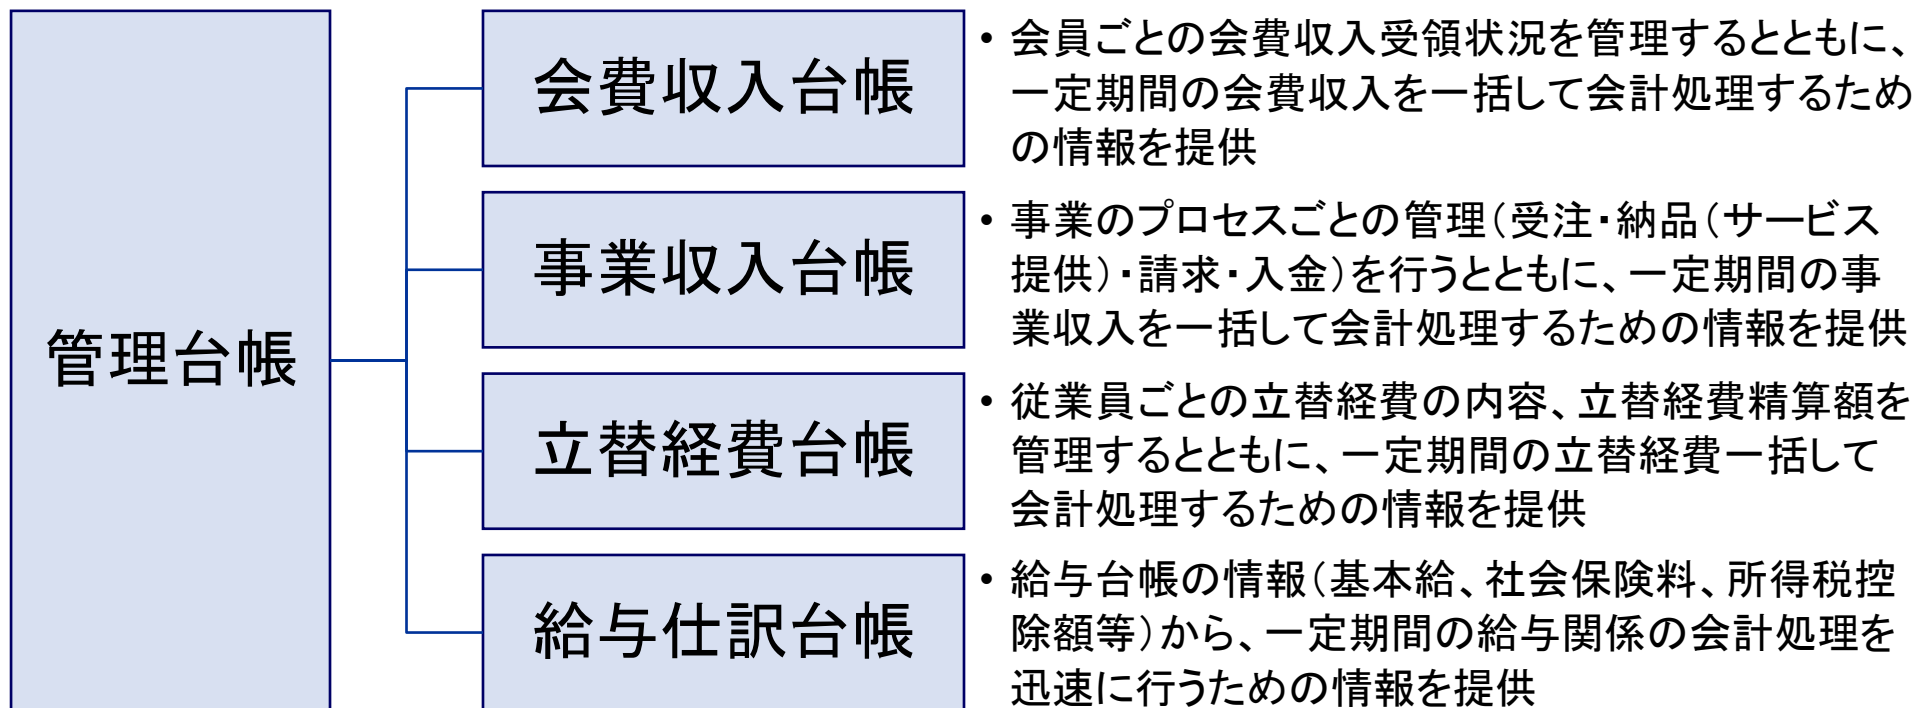 管理台帳
会費収入台帳
• 会員ごとの会費収入受領状況を管理するとともに、
一定期間の会費収入を一括して会計処理するため
の情報を提供
事業収入台帳
• 事業のプロセスごとの管理(受注・納品(サービス
提供)・請求・入金)を行うとともに、一定期間の事
業収入を一括して会計処理するための情報を提供
立替経費台帳
• 従業員ごとの立替経費の内容、立替経費精算額を
管理するとともに、一定期間の立替経費一括して
会計処理するための情報を提供
給与仕訳台帳
• 給与台帳の情報(基本給、社会保険料、所得税控
除額等)から、一定期間の給与関係の会計処理を
迅速に行うための情報を提供